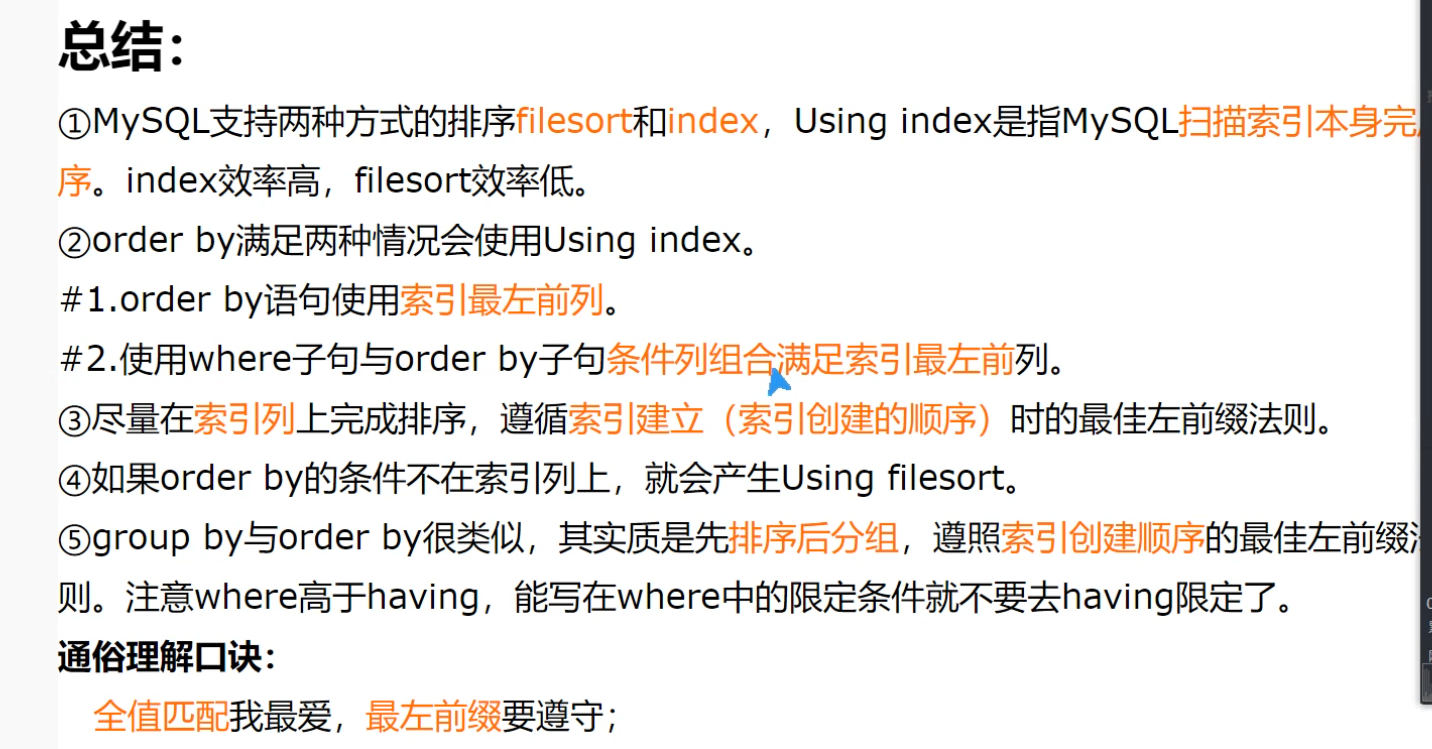 总结：
①MySQL支持两种方式的排序filesort和index，Using index是指MySQL扫描索引本身完
序。index效率高，filesort效率低。
②order by满足两种情况会使用Using index。
#1.order by语句使用索引最左前列。
#2.使用where子句与order by子句条件列组合满足索引最左前列。
③尽量在索引列上完成排序，遵循索引建立（索引创建的顺序）时的最佳左前缀法则。
④如果order by的条件不在索引列上，就会产生Using filesort。
⑤group by与order by很类似，其实质是先排序后分组，遵照索引创建顺序的最佳左前缀
则。注意where高于having，能写在where中的限定条件就不要去having限定了。
通俗理解口诀：
全值匹配我最爱，最左前缀要遵守；